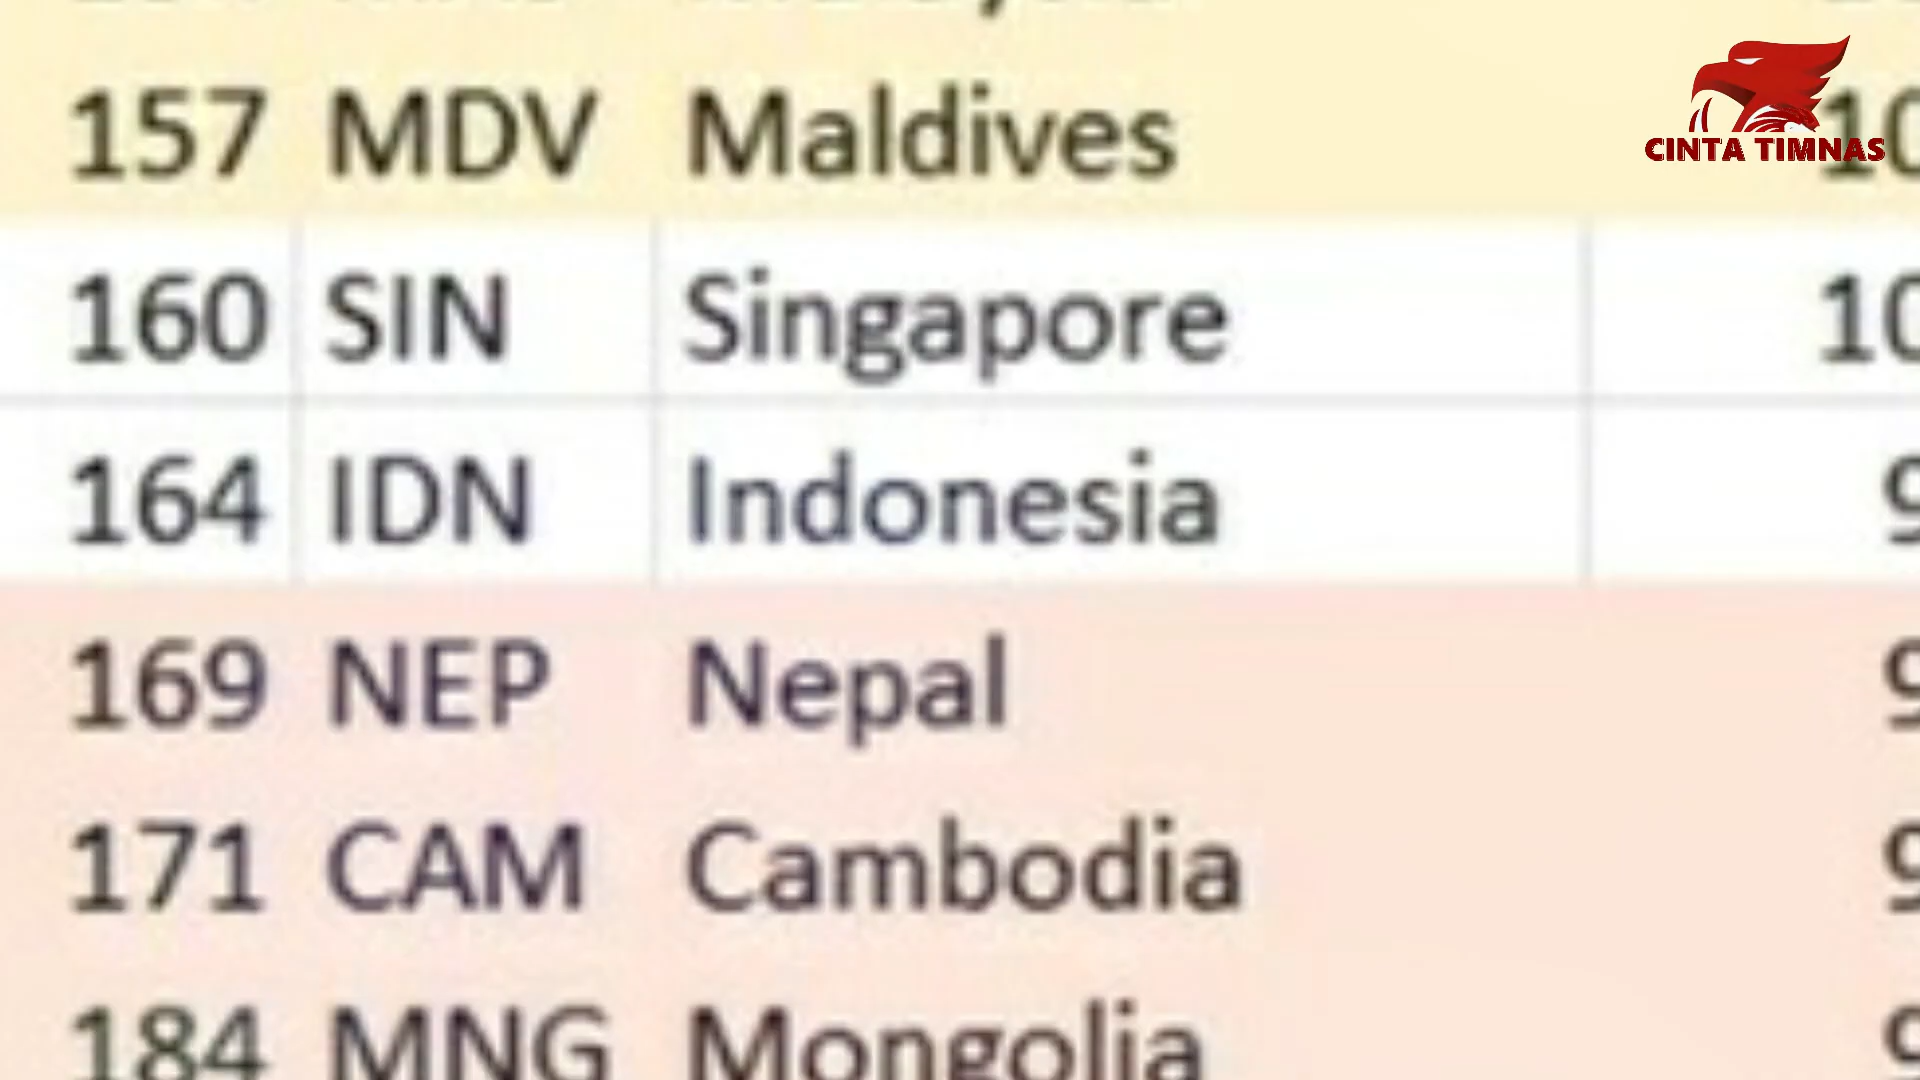 157 MDV Maldives
CINTA TIMNAS
160 SIN Singapore
164 IDN Indonesia
169 NEP Nepal
171 CAM Cambodia
184 MNG Mongolia